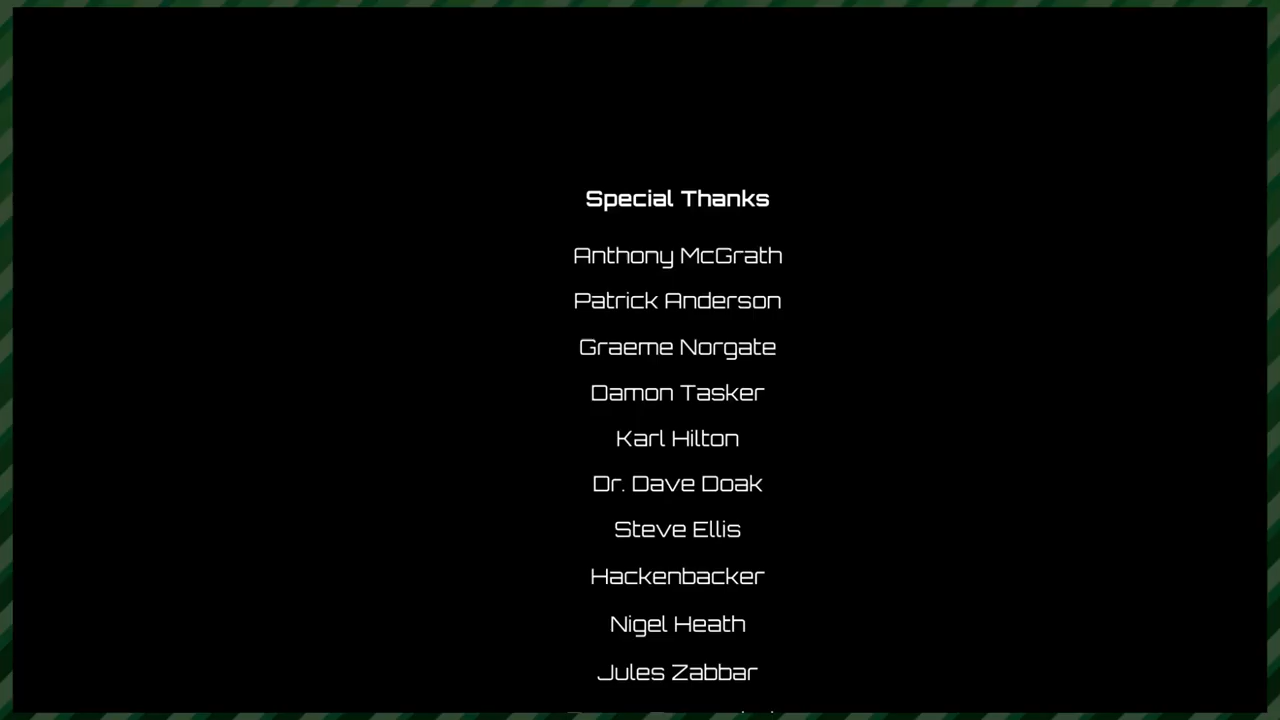 Special Thanks
Anthony McGrath
Patrick Anderson
Graeme Norgate
Damon Tasker
Karl Hilton
Dr. Dave Doak
Steve Ellis
Hackenbacker
Nigel Heath
Jules Zabbar